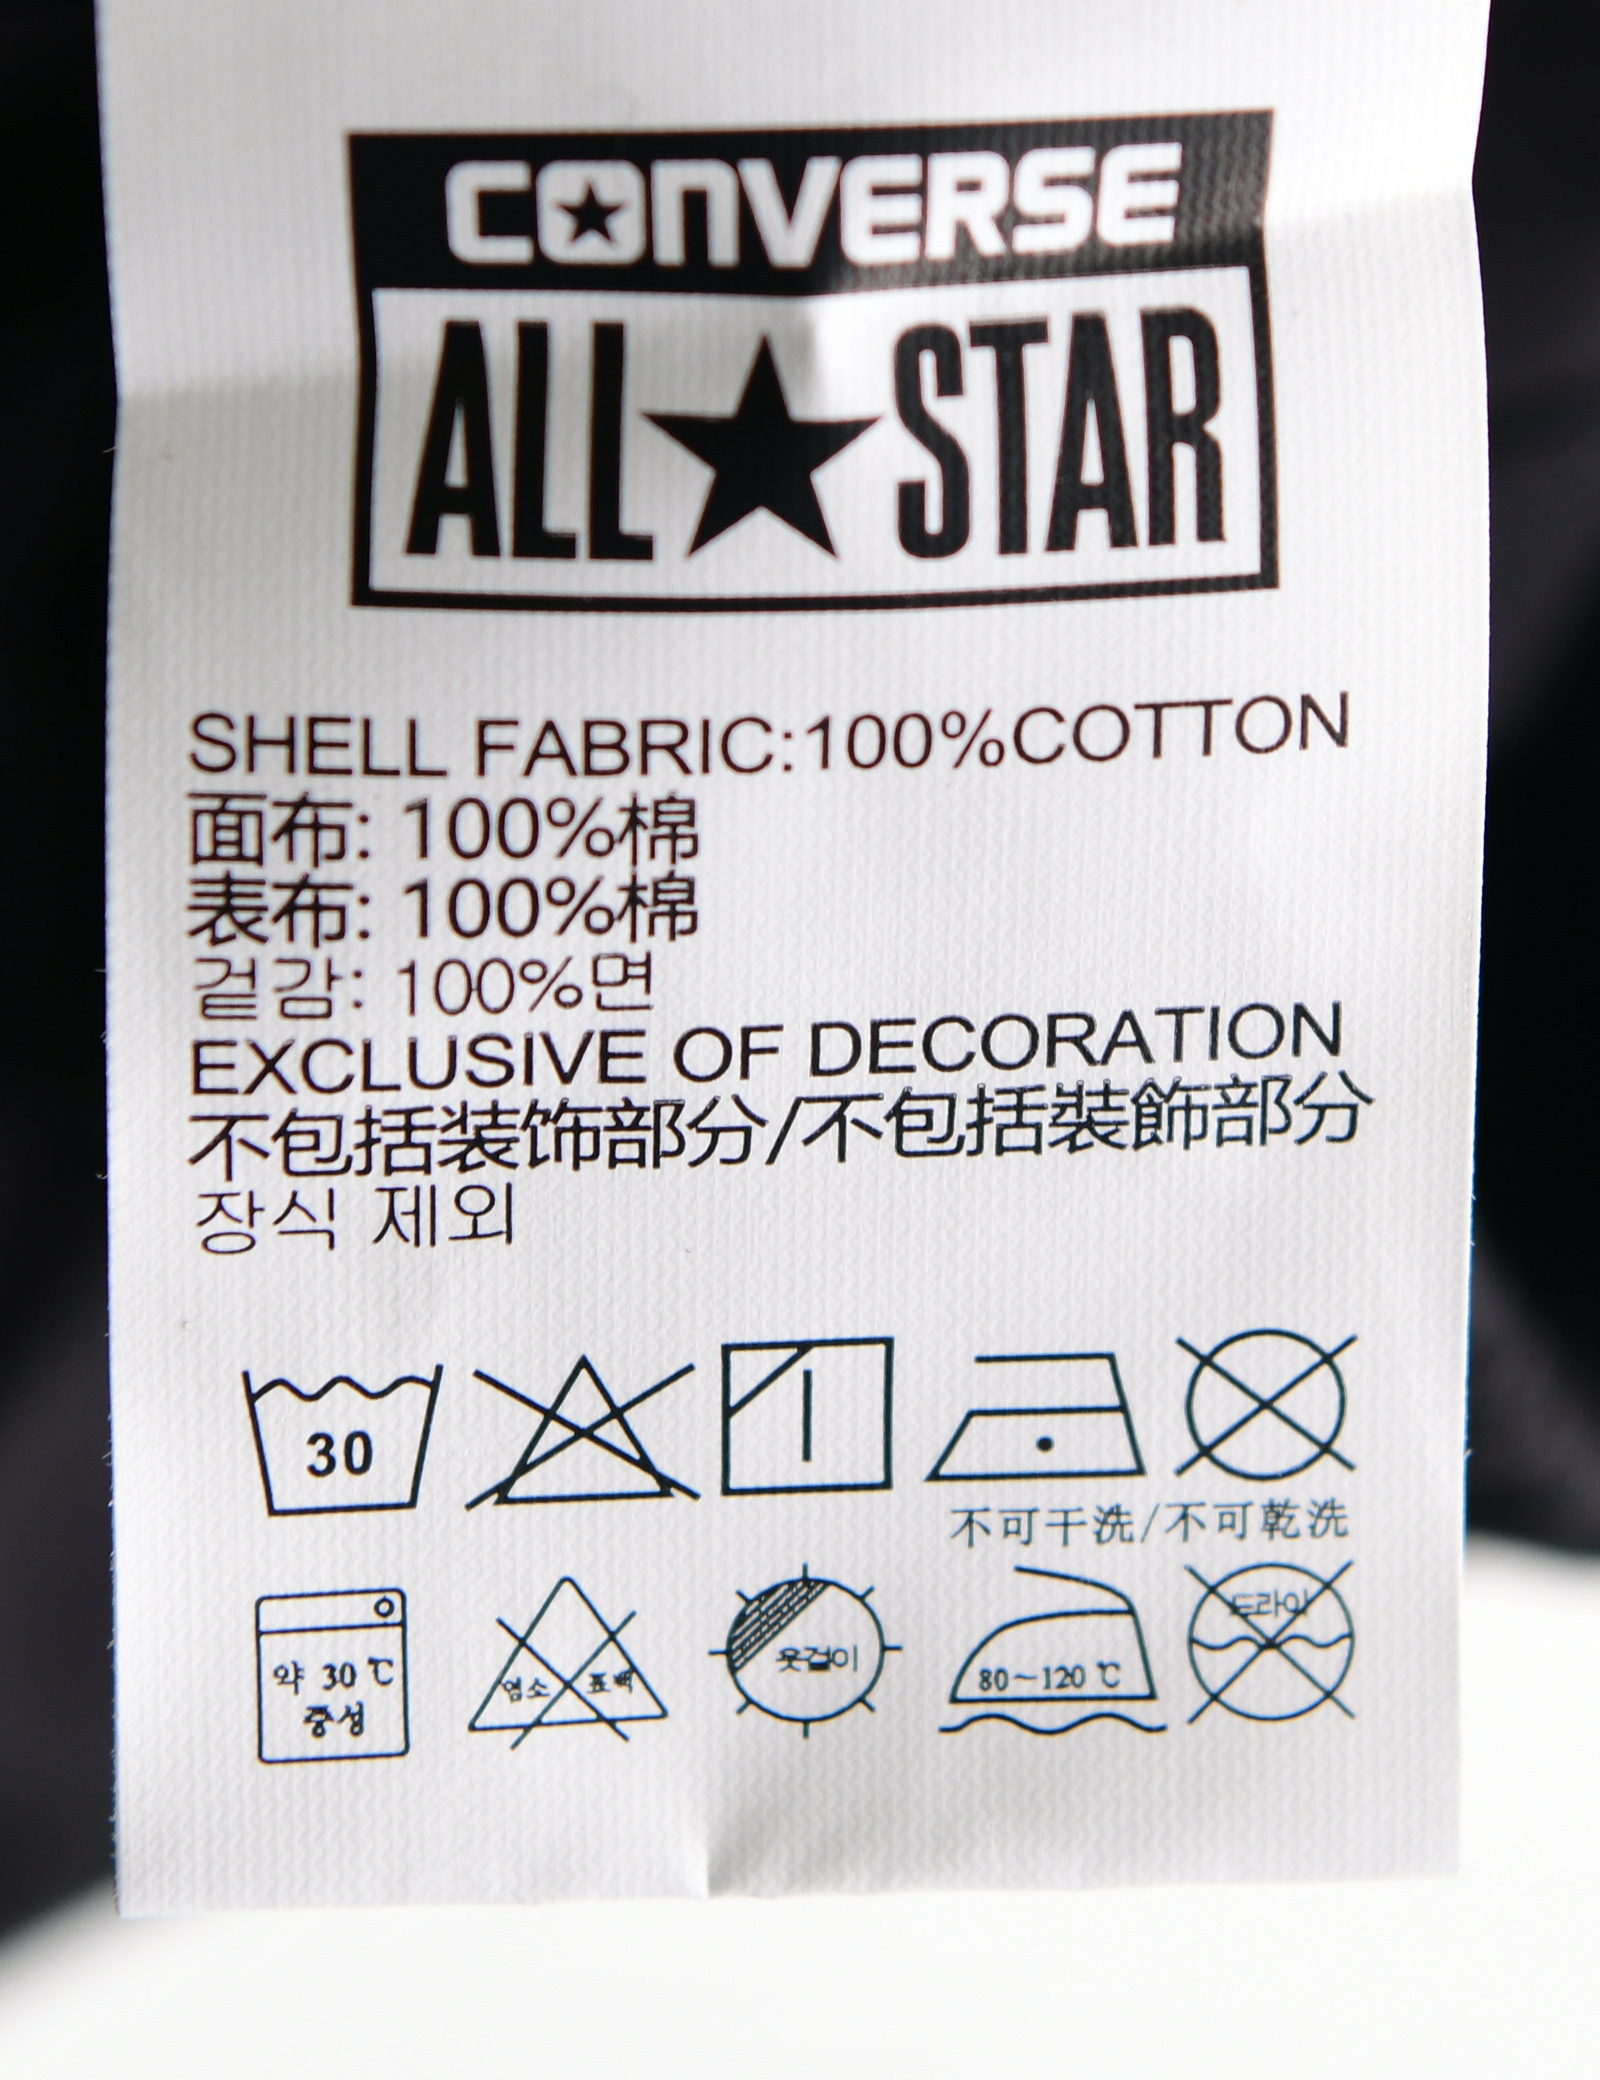 CONVERSE
ALL STAR
SHELL FABRIC:100%COTTON
面布: 100%棉
表布: 100%棉
겉감: 100%면
EXCLUSIVE OF DECORATION
不包括装饰部分/不包括裝飾部分
장식 제외
30
不可干洗/不可乾洗
약 30℃
중성
염소 표백
옷걸이
80~120℃
드라이